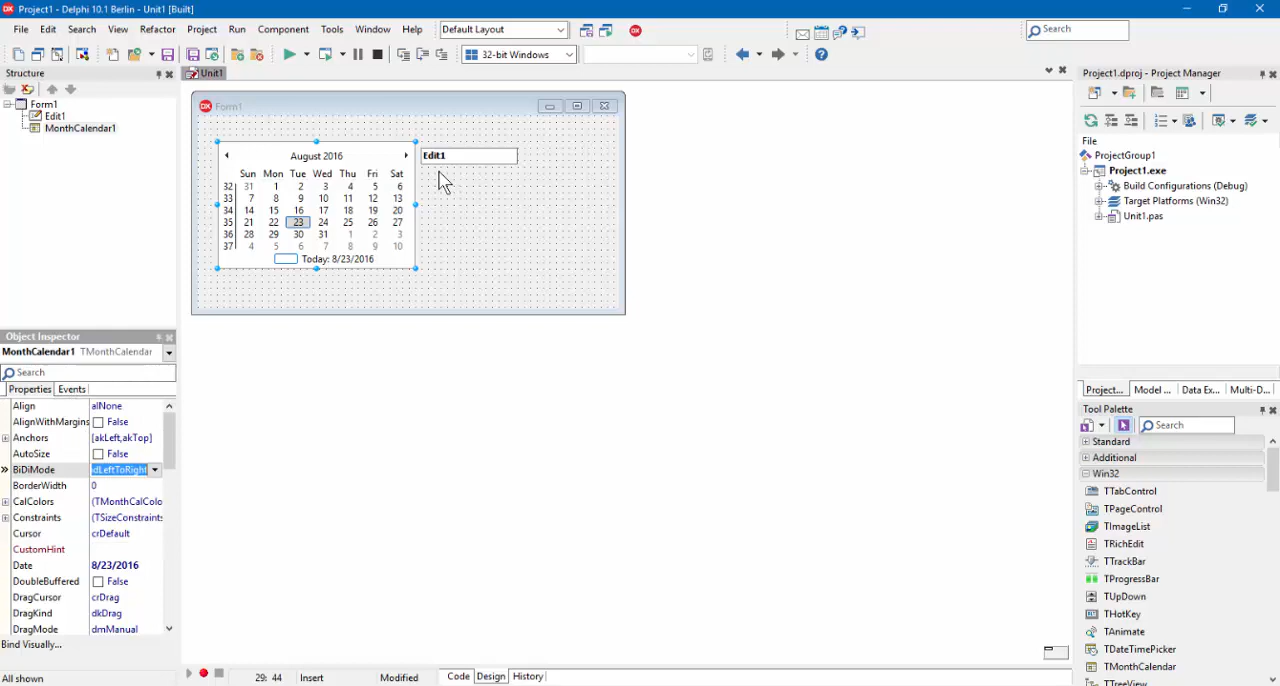 Project1 - Delphi 10.1 Berlin - Unit1 [Built]
File Edit Search View Refactor Project Run Component Tools Window Help
Default Layout
Search
32-bit Windows
Structure
Unit1
Form1
Edit1
MonthCalendar1
Form1
August 2016
Edit1
Sun Mon Tue Wed Thu Fri Sat
32 31 1 2 3 4 5 6
33 7 8 9 10 11 12 13
34 14 15 16 17 18 19 20
35 21 22 23 24 25 26 27
36 28 29 30 31 1 2 3
37 4 5 6 7 8 9 10
Today: 8/23/2016
Project1.dproj - Project Manager
File
ProjectGroup1
Project1.exe
Build Configurations (Debug)
Target Platforms (Win32)
Unit1.pas
Object Inspector
MonthCalendar1 TMonthCalendar
Search
Properties Events
Align alNone
AlignWithMargins False
Anchors [akLeft,akTop]
AutoSize False
BiDiMode dLeftToRight
BorderWidth 0
CalColors (TMonthCalColo
Constraints (TSizeConstraints
Cursor crDefault
CustomHint
Date 8/23/2016
DoubleBuffered False
DragCursor crDrag
DragKind dkDrag
DragMode dmManual
Bind Visually...
All shown
Project... Model ... Data Ex... Multi-D...
Tool Palette
Search
Standard
Additional
Win32
TTabControl
TPageControl
TImageList
TRichEdit
TTrackBar
TProgressBar
TUpDown
THotKey
TAnimate
TDateTimePicker
TMonthCalendar
TTreeView
29: 44 Insert Modified Code Design History